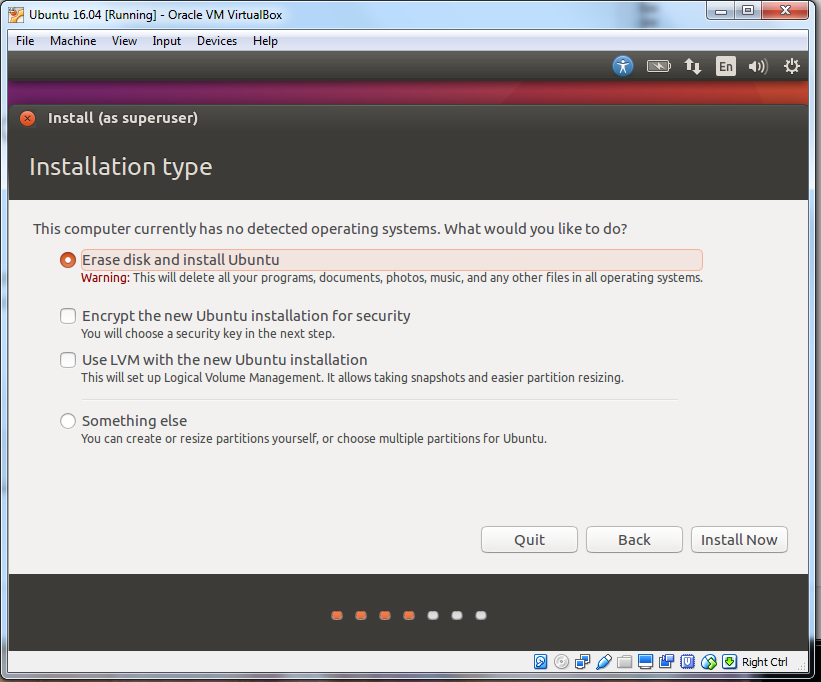 Ubuntu 16.04 [Running] - Oracle VM VirtualBox
File Machine View Input Devices Help
En
Install (as superuser)
Installation type
This computer currently has no detected operating systems. What would you like to do?
Erase disk and install Ubuntu
Warning: This will delete all your programs, documents, photos, music, and any other files in all operating systems.
Encrypt the new Ubuntu installation for security
You will choose a security key in the next step.
Use LVM with the new Ubuntu installation
This will set up Logical Volume Management. It allows taking snapshots and easier partition resizing.
Something else
You can create or resize partitions yourself, or choose multiple partitions for Ubuntu.
Quit Back Install Now
Right Ctrl